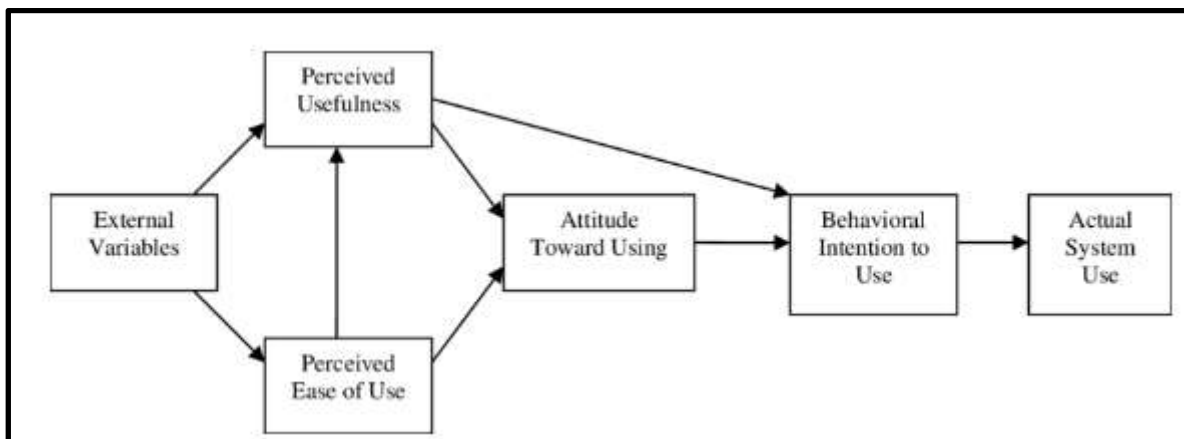 Perceived
Usefulness
External
Variables
Attitude
Toward Using
Behavioral
Intention to
Use
Actual
System
Use
Perceived
Ease of Use